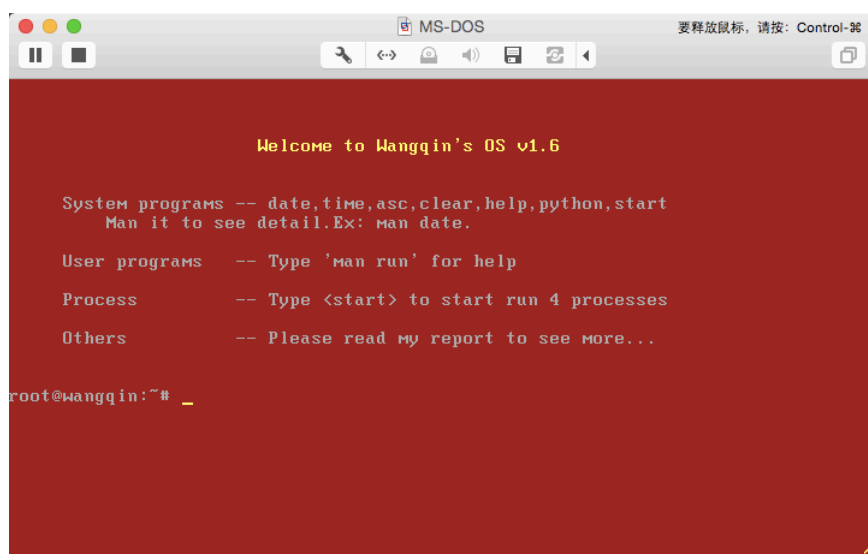 MS-DOS
要释放鼠标，请按：Control-⌘
Welcome to Wangqin's OS v1.6
System programs -- date,time,asc,clear,help,python,start
Man it to see detail.Ex: man date.
User programs -- Type 'man run' for help
Process -- Type <start> to start run 4 processes
Others -- Please read my report to see more...
root@wangqin:~# _